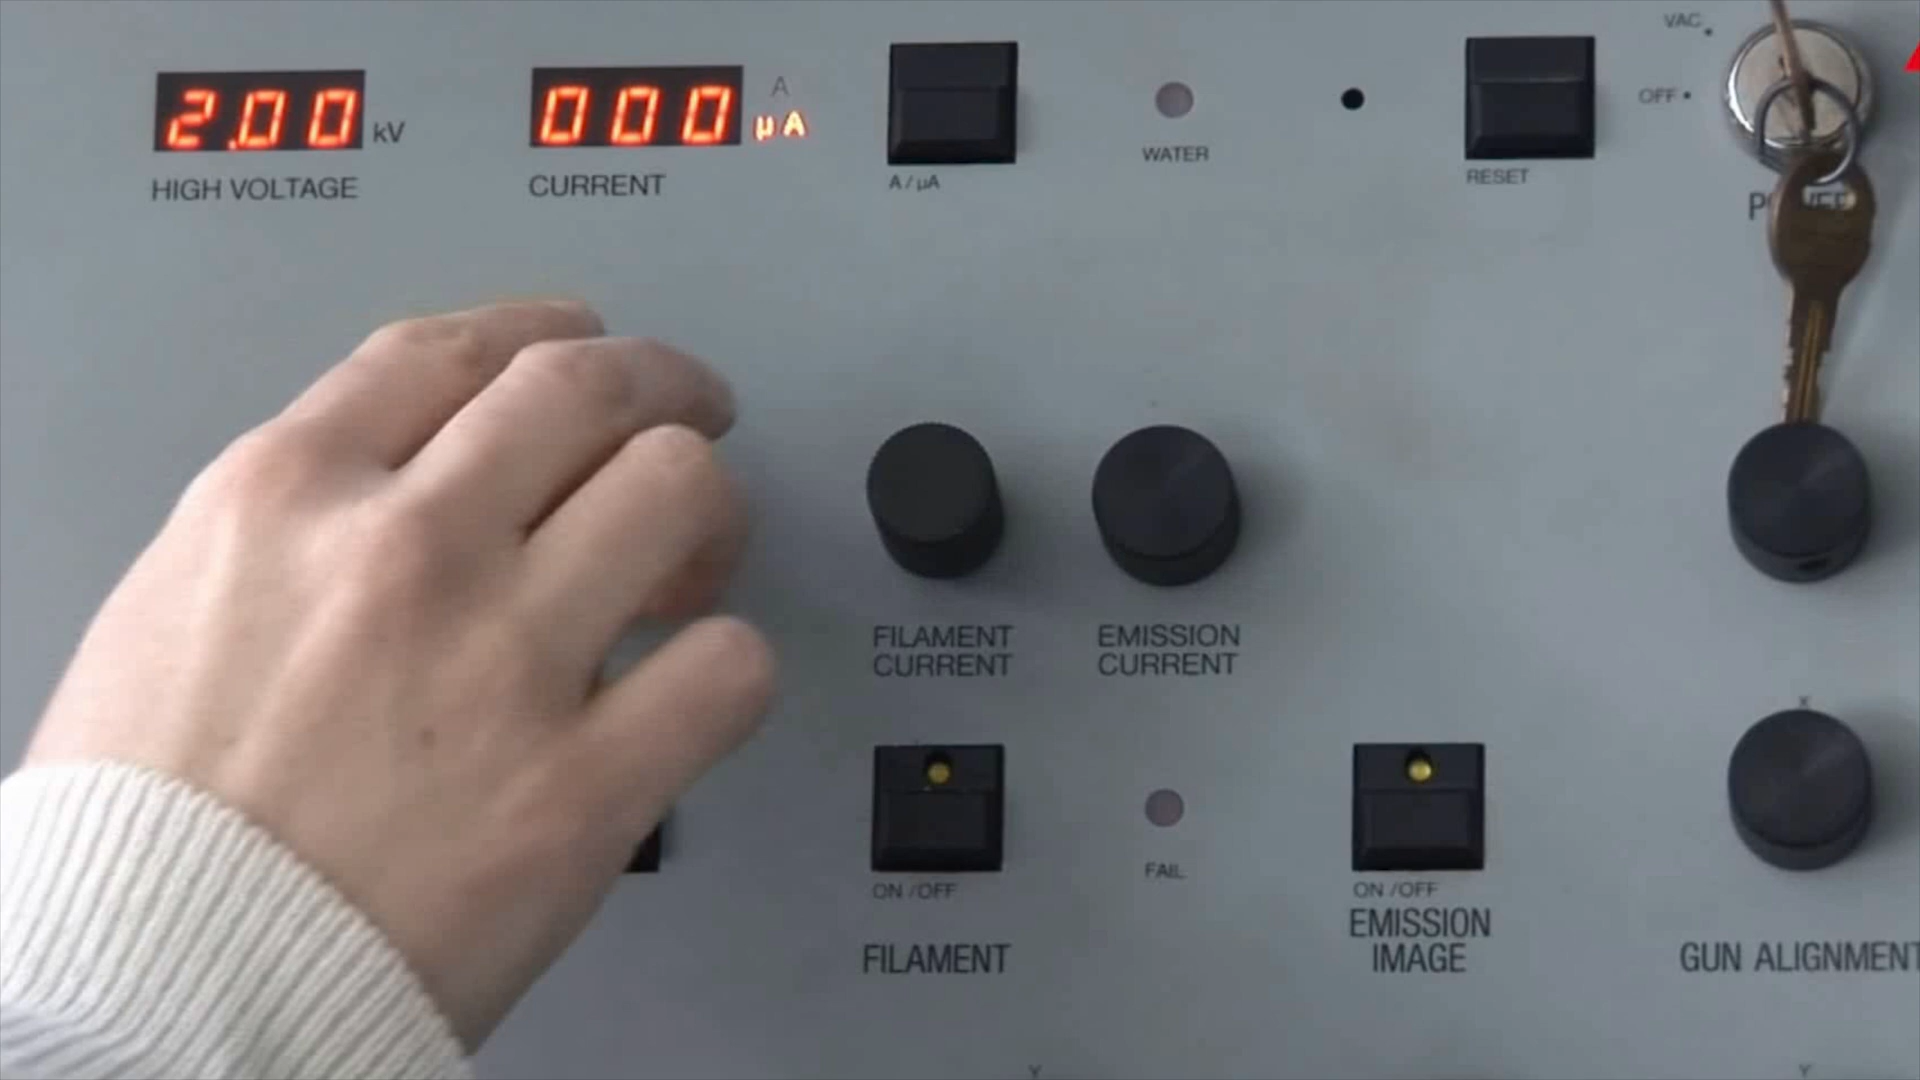 VAC
2.00 kV
000 A
µA
OFF
WATER
HIGH VOLTAGE
CURRENT
A / µA
RESET
FILAMENT
CURRENT
EMISSION
CURRENT
X
ON /OFF
FAIL
ON /OFF
FILAMENT
EMISSION
IMAGE
GUN ALIGNMENT
Y
Y